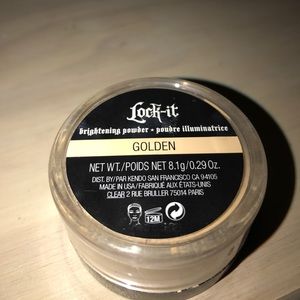 Lock-it
brightening powder • poudre illuminatrice
GOLDEN
NET WT./POIDS NET 8.1g/0.29 Oz.
DIST. BY/PAR KENDO SAN FRANCISCO CA 94105
MADE IN USA/FABRIQUÉ AUX ÉTATS-UNIS
CLEAR 2 RUE BRULLER 75014 PARIS
12M